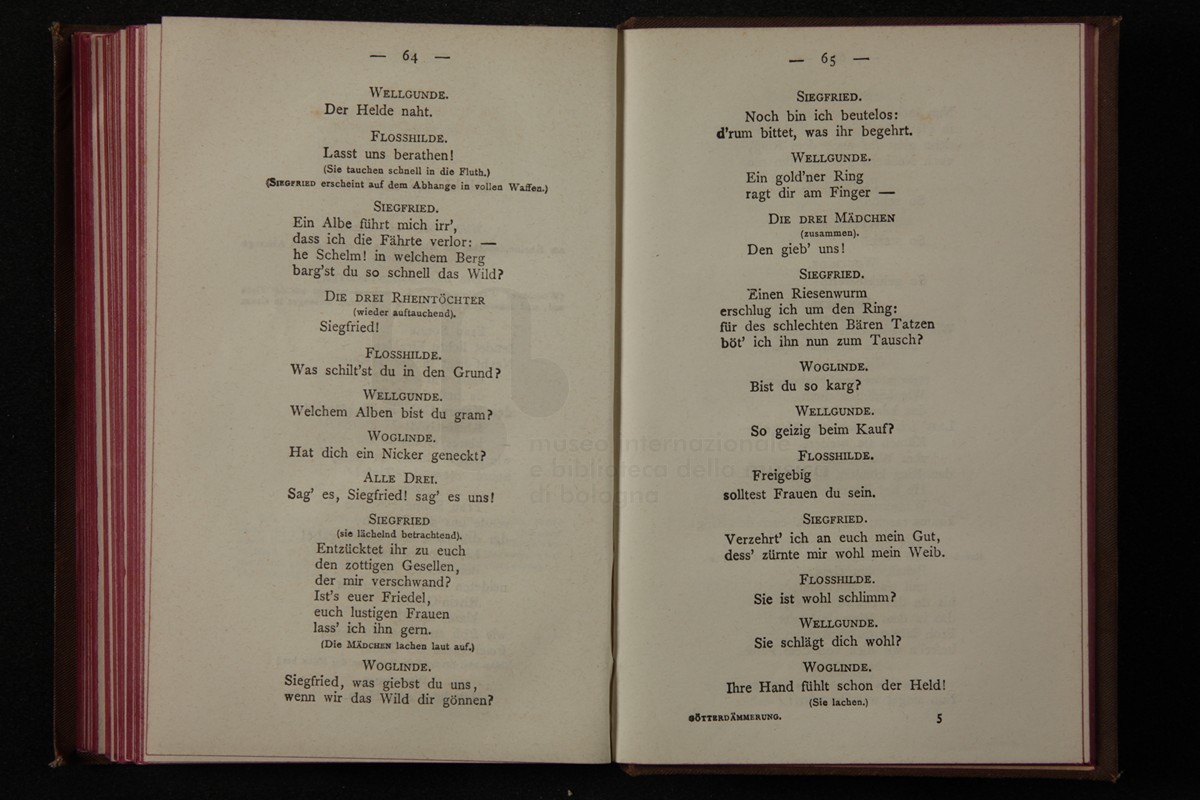 — 64 —
WELLGUNDE.
Der Helde naht.
FLOSSHILDE.
Lasst uns berathen!
(Sie tauchen schnell in die Fluth.)
(SIEGFRIED erscheint auf dem Abhange in vollen Waffen.)
SIEGFRIED.
Ein Albe führt mich irr',
dass ich die Fährte verlor: —
he Schelm! in welchem Berg
barg'st du so schnell das Wild?
DIE DREI RHEINTÖCHTER
(wieder auftauchend).
Siegfried!
FLOSSHILDE.
Was schilt'st du in den Grund?
WELLGUNDE.
Welchem Alben bist du gram?
WOGLINDE.
Hat dich ein Nicker geneckt?
ALLE DREI.
Sag' es, Siegfried! sag' es uns!
SIEGFRIED
(sie lächelnd betrachtend).
Entzücktet ihr zu euch
den zottigen Gesellen,
der mir verschwand?
Ist's euer Friedel,
euch lustigen Frauen
lass' ich ihn gern.
(Die MÄDCHEN lachen laut auf.)
WOGLINDE.
Siegfried, was giebst du uns,
wenn wir das Wild dir gönnen?
— 65 —
SIEGFRIED.
Noch bin ich beutelos:
d'rum bittet, was ihr begehrt.
WELLGUNDE.
Ein gold'ner Ring
ragt dir am Finger —
DIE DREI MÄDCHEN
(zusammen).
Den gieb' uns!
SIEGFRIED.
Einen Riesenwurm
erschlug ich um den Ring:
für des schlechten Bären Tatzen
böt' ich ihn nun zum Tausch?
WOGLINDE.
Bist du so karg?
WELLGUNDE.
So geizig beim Kauf?
FLOSSHILDE.
Freigebig
solltest Frauen du sein.
SIEGFRIED.
Verzehrt' ich an euch mein Gut,
dess' zürnte mir wohl mein Weib.
FLOSSHILDE.
Sie ist wohl schlimm?
WELLGUNDE.
Sie schlägt dich wohl?
WOGLINDE.
Ihre Hand fühlt schon der Held!
(Sie lachen.)
GÖTTERDÄMMERUNG. 5
museo internazionale
e biblioteca della musica
di bologna